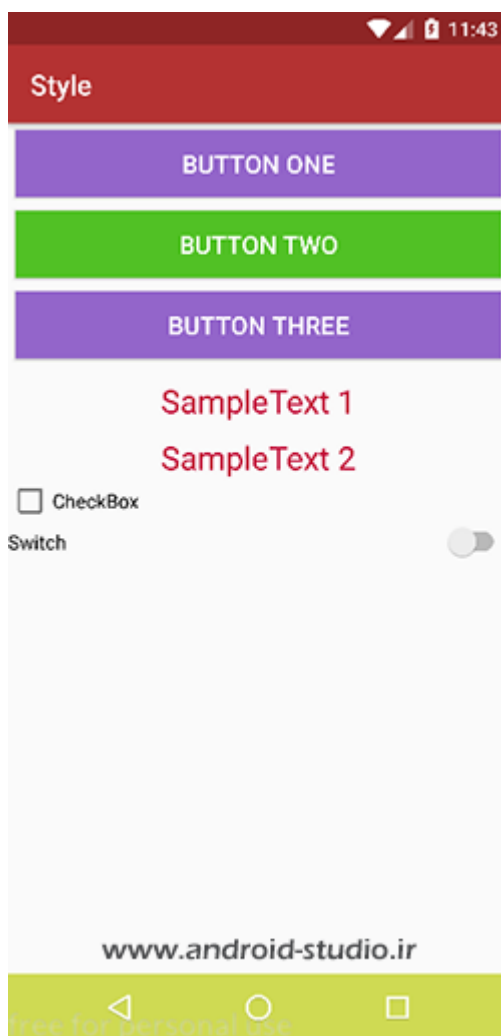 11:43
Style
BUTTON ONE
BUTTON TWO
BUTTON THREE
SampleText 1
SampleText 2
CheckBox
Switch
www.android-studio.ir
free for personal use